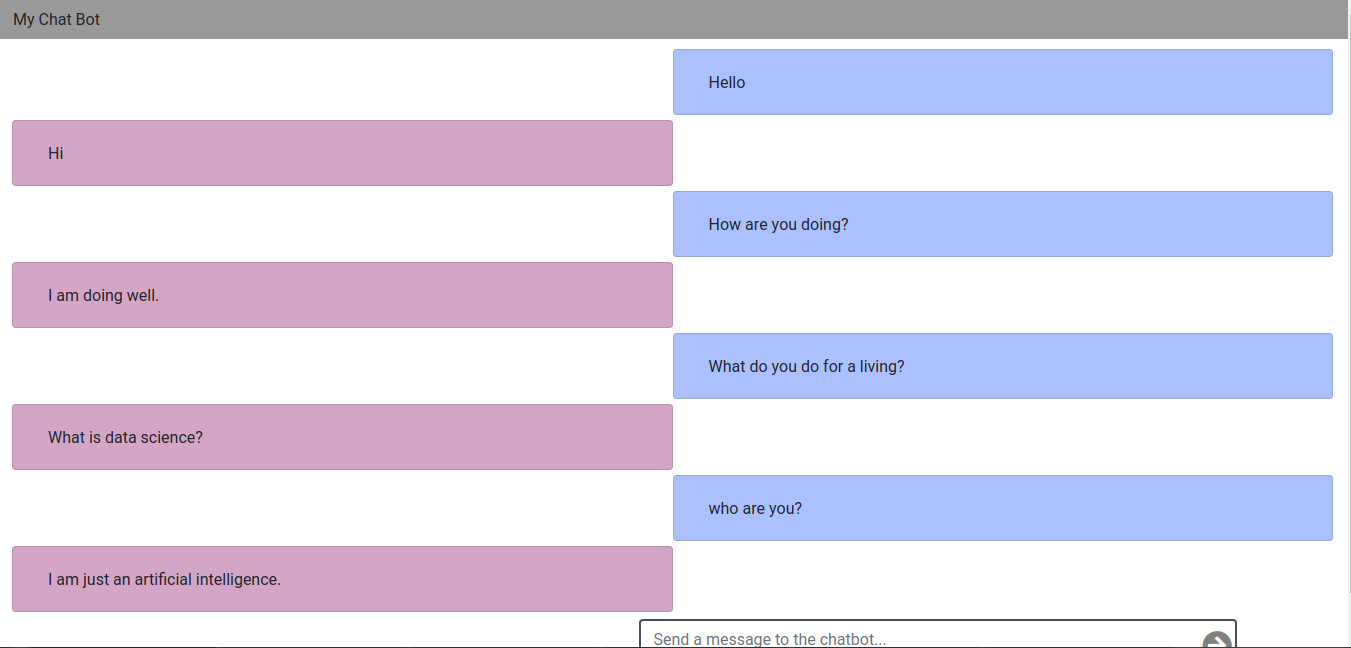 My Chat Bot
Hello
Hi
How are you doing?
I am doing well.
What do you do for a living?
What is data science?
who are you?
I am just an artificial intelligence.
Send a message to the chatbot...